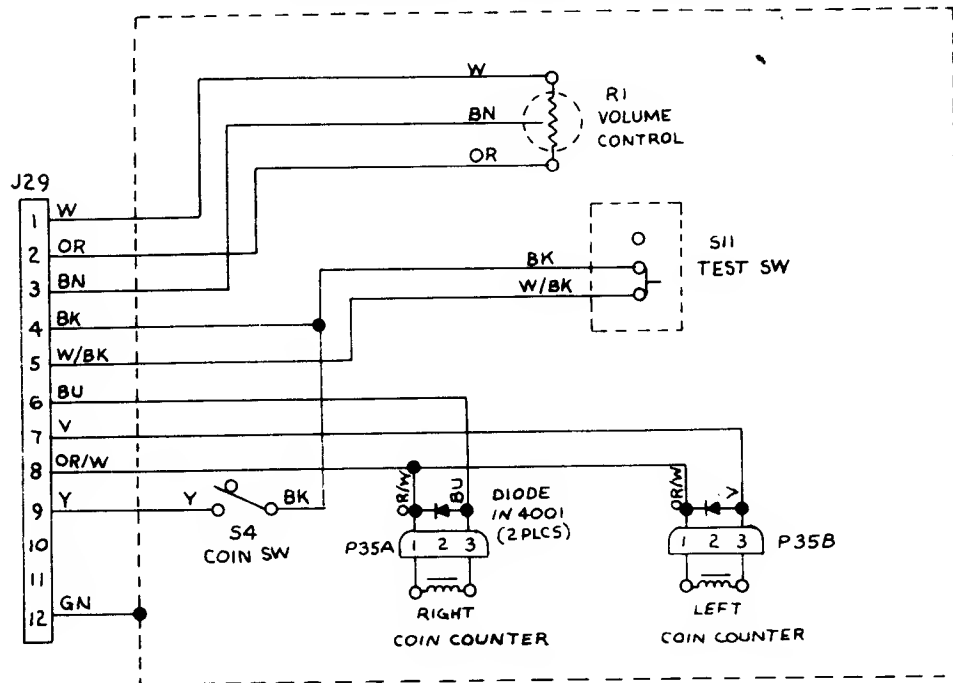 W
R1
VOLUME
CONTROL
BN
OR
J29
1 W
2 OR
3 BN
4 BK
5 W/BK
6 BU
7 V
8 OR/W
9 Y
10
11
12 GN
BK
W/BK
S11
TEST SW
Y
BK
S4
COIN SW
OR/W
BU
DIODE
IN 4001
(2 PLCS)
P35A
1 2 3
RIGHT
COIN COUNTER
OR/W
V
1 2 3
P35B
LEFT
COIN COUNTER